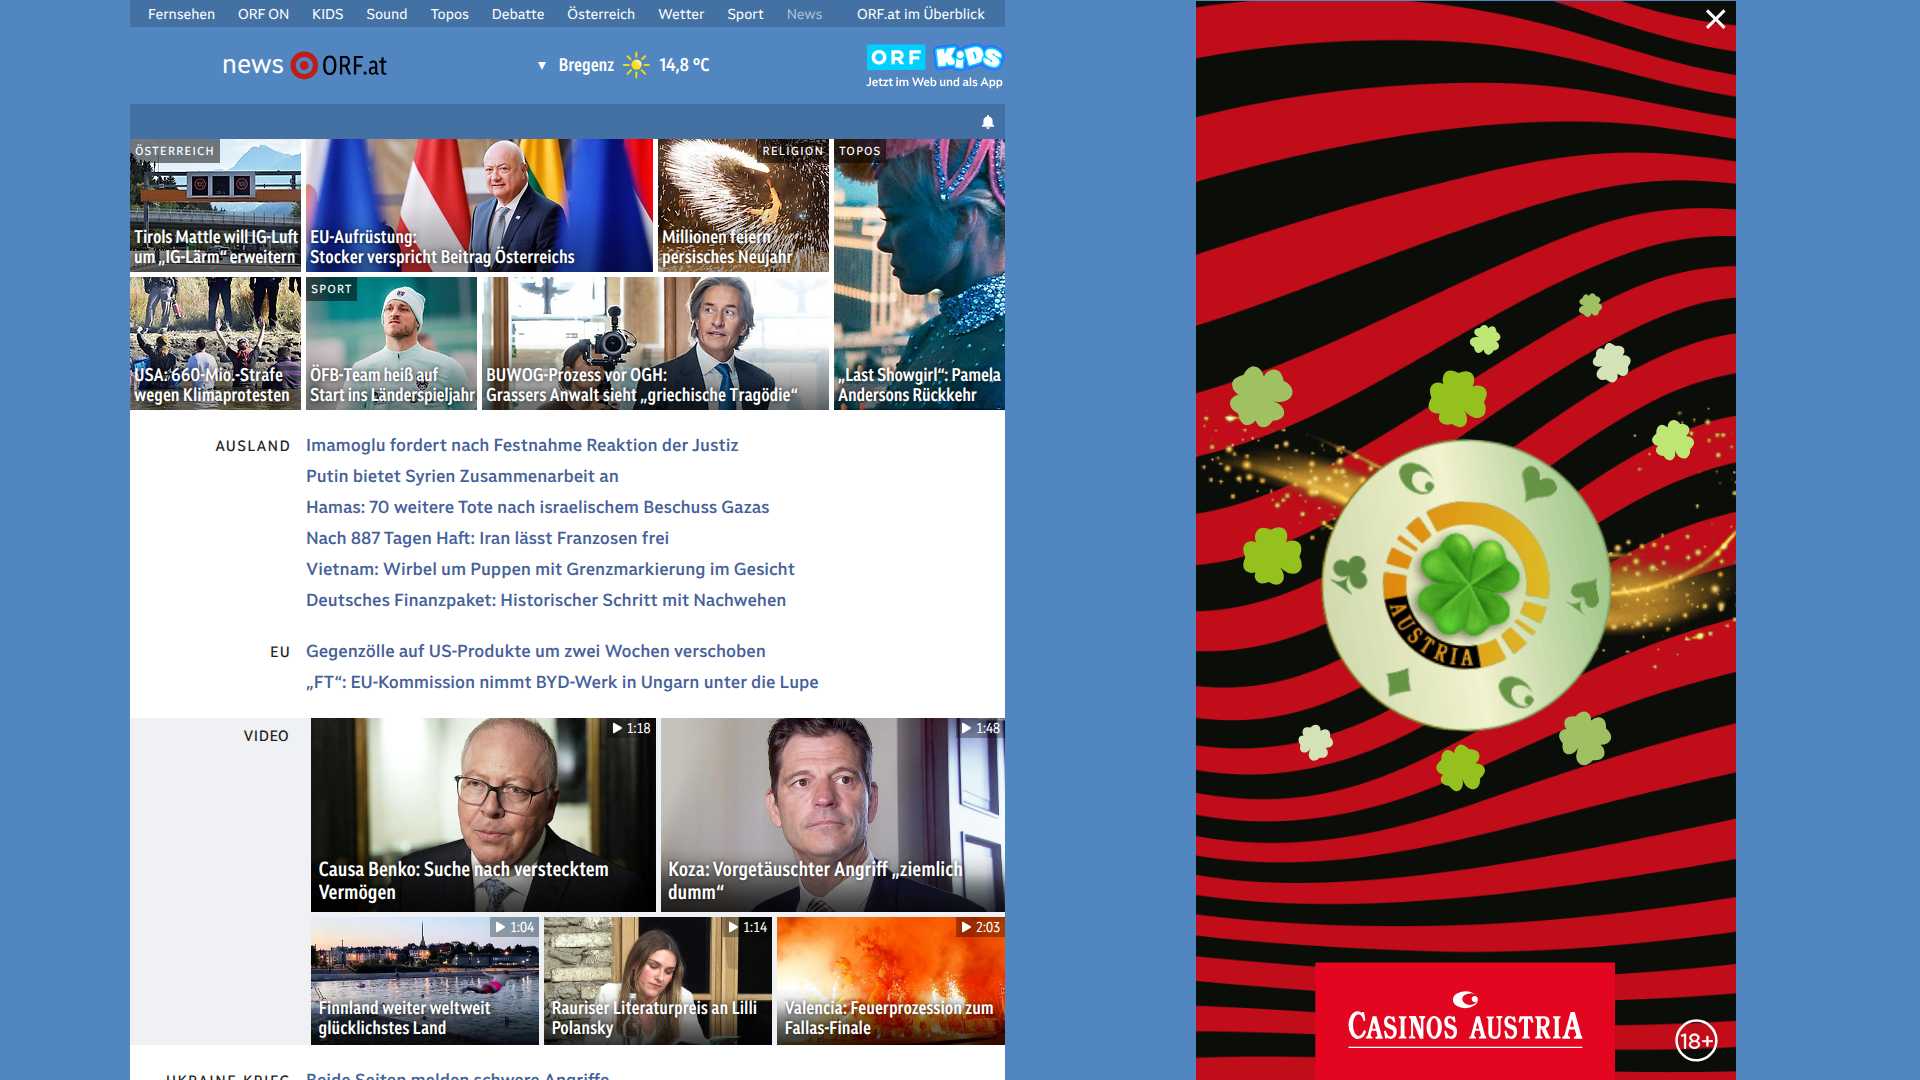 Fernsehen ORF ON KIDS Sound Topos Debatte Österreich Wetter Sport News ORF.at im Überblick
news ORF.at
Bregenz 14,8 °C
ORF KiDS
Jetzt im Web und als App
ÖSTERREICH
Tirols Mattle will IG-Luft
um „IG-Lärm“ erweitern
EU-Aufrüstung:
Stocker verspricht Beitrag Österreichs
RELIGION
Millionen feiern
persisches Neujahr
TOPOS
„Last Showgirl“: Pamela
Andersons Rückkehr
USA: 660-Mio.-Strafe
wegen Klimaprotesten
SPORT
ÖFB-Team heiß auf
Start ins Länderspieljahr
BUWOG-Prozess vor OGH:
Grassers Anwalt sieht „griechische Tragödie“
AUSLAND
Imamoglu fordert nach Festnahme Reaktion der Justiz
Putin bietet Syrien Zusammenarbeit an
Hamas: 70 weitere Tote nach israelischem Beschuss Gazas
Nach 887 Tagen Haft: Iran lässt Franzosen frei
Vietnam: Wirbel um Puppen mit Grenzmarkierung im Gesicht
Deutsches Finanzpaket: Historischer Schritt mit Nachwehen
EU
Gegenzölle auf US-Produkte um zwei Wochen verschoben
„FT“: EU-Kommission nimmt BYD-Werk in Ungarn unter die Lupe
VIDEO
1:18
Causa Benko: Suche nach verstecktem
Vermögen
1:48
Koza: Vorgetäuschter Angriff „ziemlich
dumm“
1:04
Finnland weiter weltweit
glücklichstes Land
1:14
Rauriser Literaturpreis an Lilli
Polansky
2:03
Valencia: Feuerprozession zum
Fallas-Finale
UKRAINE-KRIEG
Beide Seiten melden schwere Angriffe
AUSTRIA
CASINOS AUSTRIA
18+